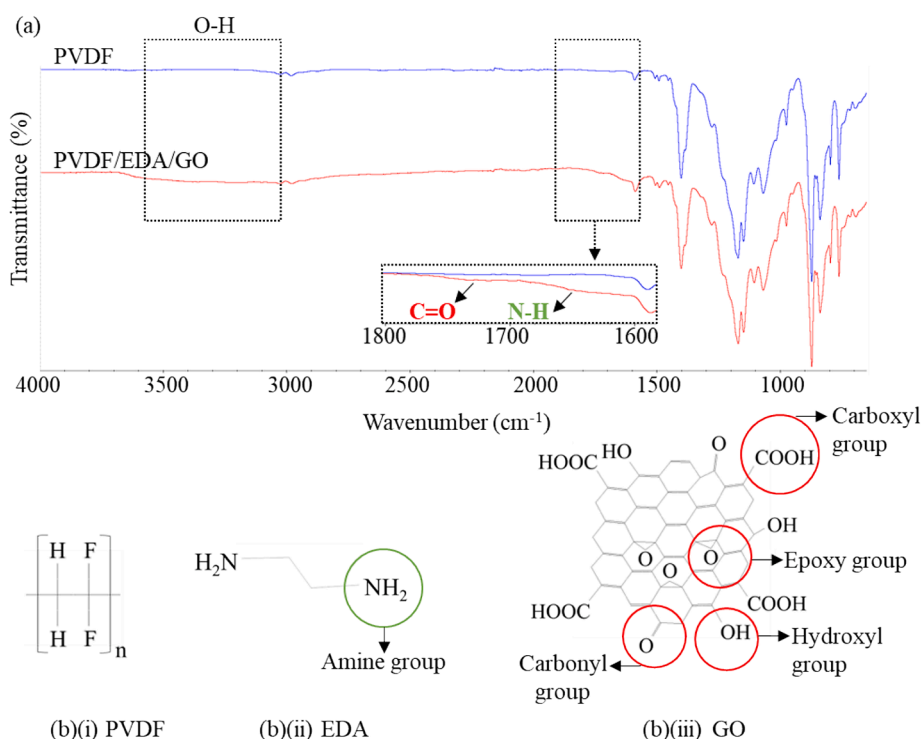 (a)
O-H
PVDF
PVDF/EDA/GO
Transmittance (%)
C=O
N-H
1800
1700
1600
4000
3500
3000
2500
2000
1500
1000
Wavenumber (cm⁻¹)
H F
H F
n
H₂N
NH₂
Amine group
HOOC
HO
O
COOH
Carboxyl
group
OH
O
O
O
Epoxy group
HOOC
COOH
O
OH
Hydroxyl
group
Carbonyl
group
(b)(i) PVDF
(b)(ii) EDA
(b)(iii) GO